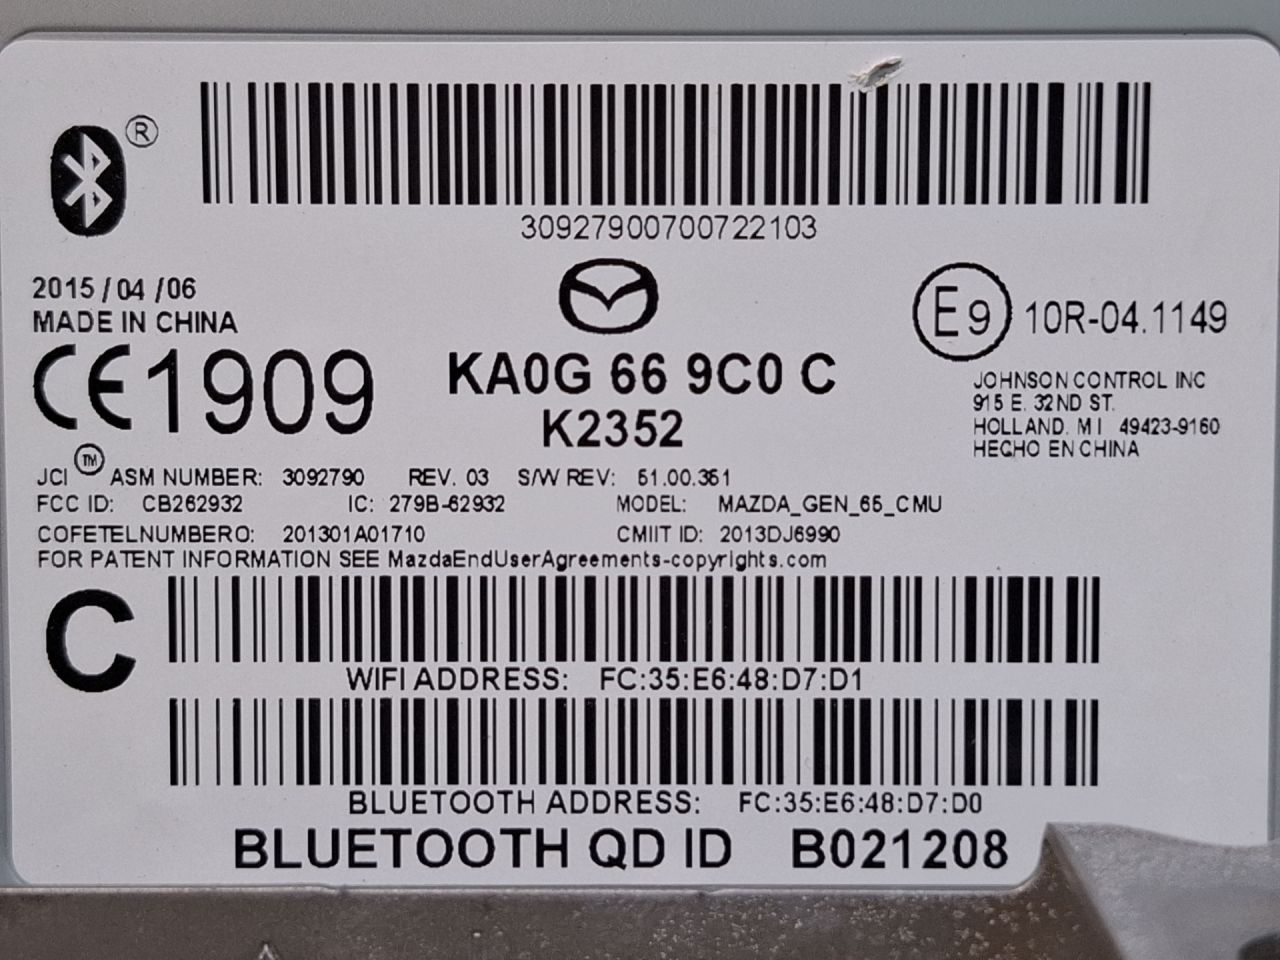 ®
30927900700722103
2015 / 04 / 06
MADE IN CHINA
CE1909
KA0G 66 9C0 C
K2352
E9 10R-04.1149
JOHNSON CONTROL INC
915 E. 32ND ST.
HOLLAND. MI 49423-9160
HECHO EN CHINA
JCI™ ASM NUMBER: 3092790 REV. 03 S/W REV: 51.00.351
FCC ID: CB262932 IC: 279B-62932 MODEL: MAZDA_GEN_65_CMU
COFETELNUMBERO: 201301A01710 CMIIT ID: 2013DJ6990
FOR PATENT INFORMATION SEE MazdaEndUserAgreements-copyrights.com
C
WIFI ADDRESS: FC:35:E6:48:D7:D1
BLUETOOTH ADDRESS: FC:35:E6:48:D7:D0
BLUETOOTH QD ID B021208